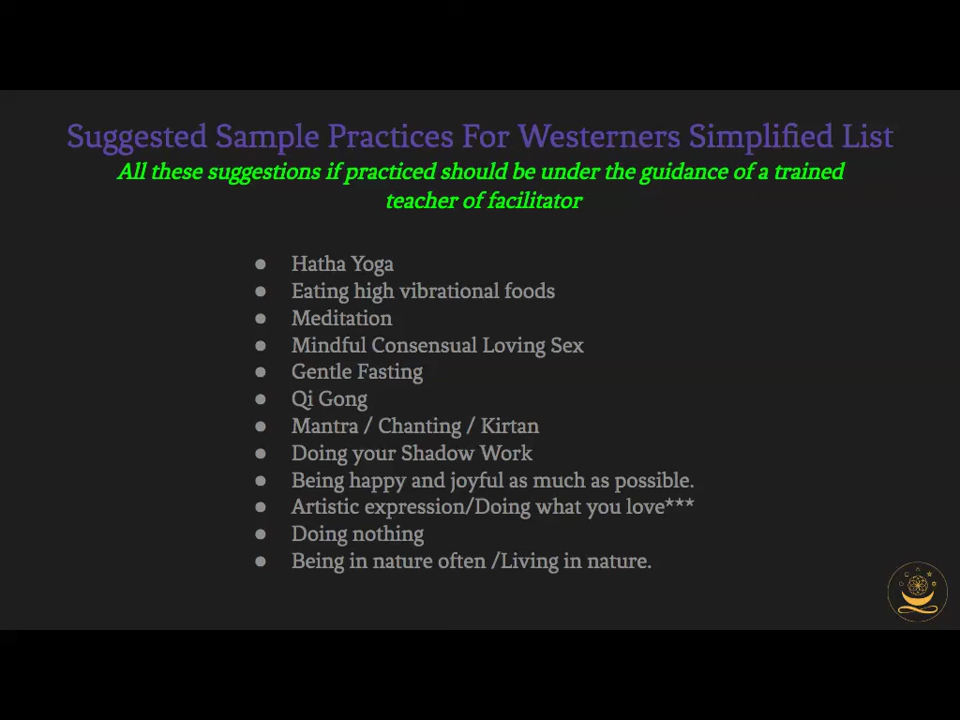 Suggested Sample Practices For Westerners Simplified List
All these suggestions if practiced should be under the guidance of a trained
teacher of facilitator
● Hatha Yoga
● Eating high vibrational foods
● Meditation
● Mindful Consensual Loving Sex
● Gentle Fasting
● Qi Gong
● Mantra / Chanting / Kirtan
● Doing your Shadow Work
● Being happy and joyful as much as possible.
● Artistic expression/Doing what you love***
● Doing nothing
● Being in nature often /Living in nature.